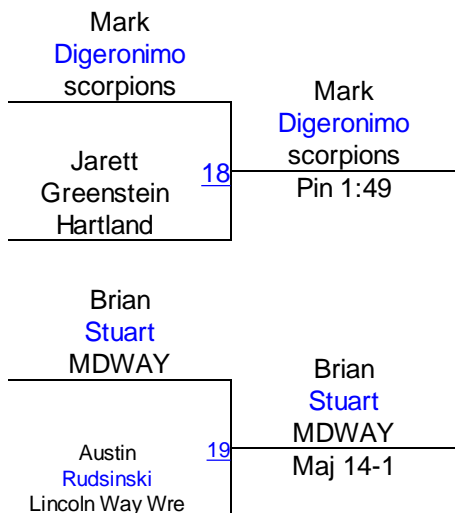 Mark
Digeronimo
scorpions
Jarett
Greenstein
Hartland
18
Mark
Digeronimo
scorpions
Pin 1:49
Brian
Stuart
MDWAY
Austin
Rudsinski
Lincoln Way Wre
19
Brian
Stuart
MDWAY
Maj 14-1